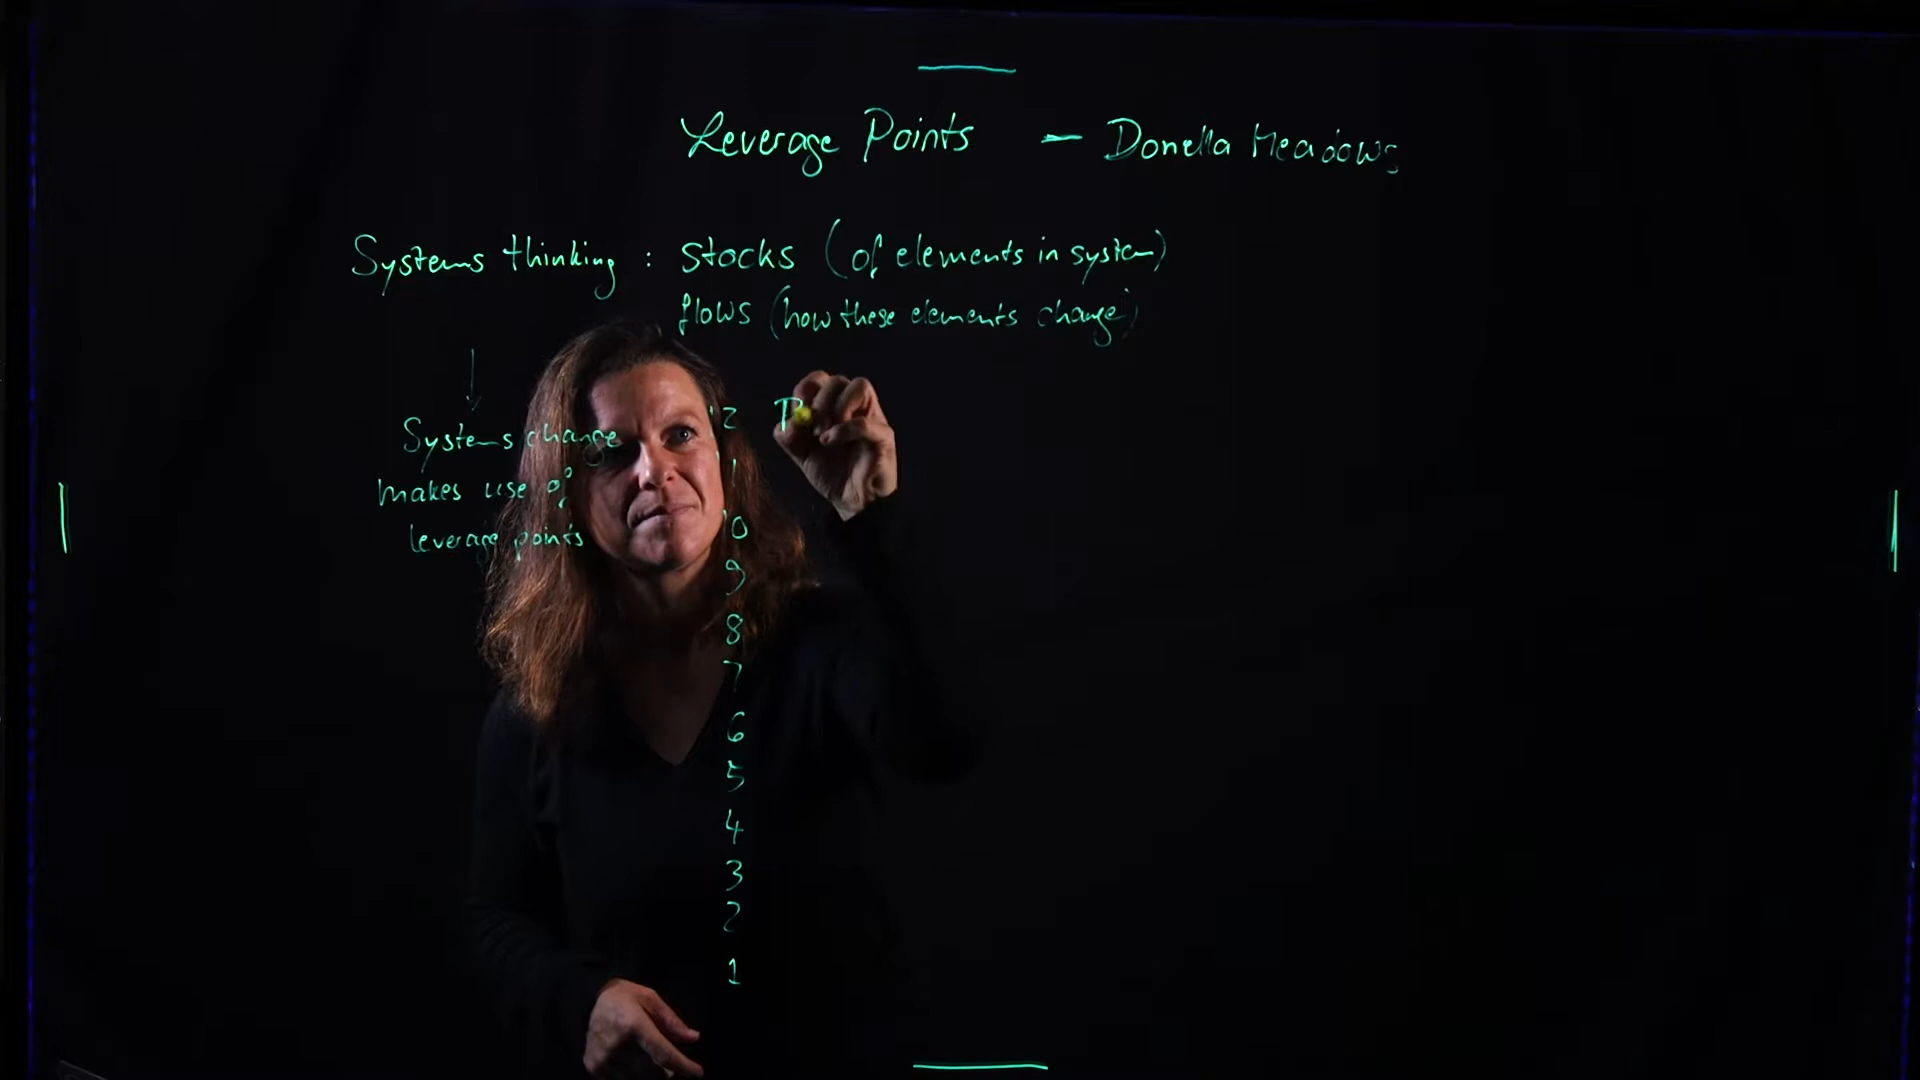 Leverage Points — Donella Meadows
Systems thinking : stocks (of elements in system)
flows (how these elements change)
Systems change
makes use of
leverage points
12 P
11
10
9
8
7
6
5
4
3
2
1